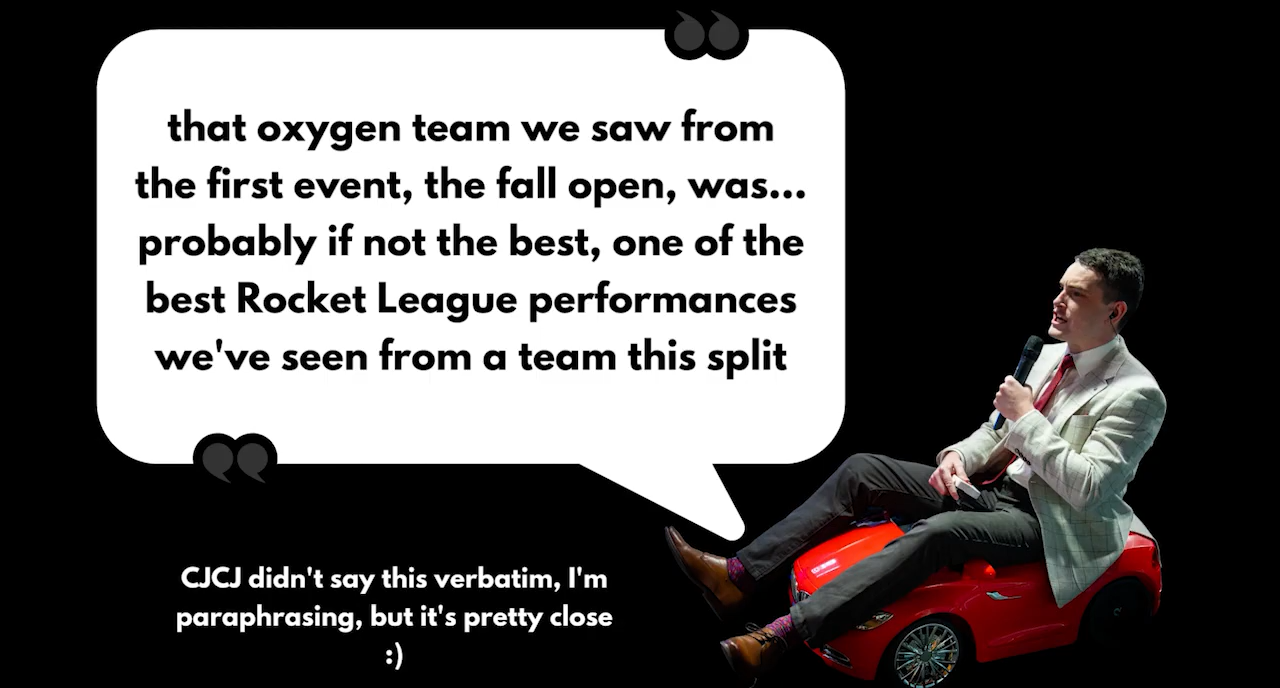 that oxygen team we saw from
the first event, the fall open, was...
probably if not the best, one of the
best Rocket League performances
we've seen from a team this split
CJCJ didn't say this verbatim, I'm
paraphrasing, but it's pretty close
:)